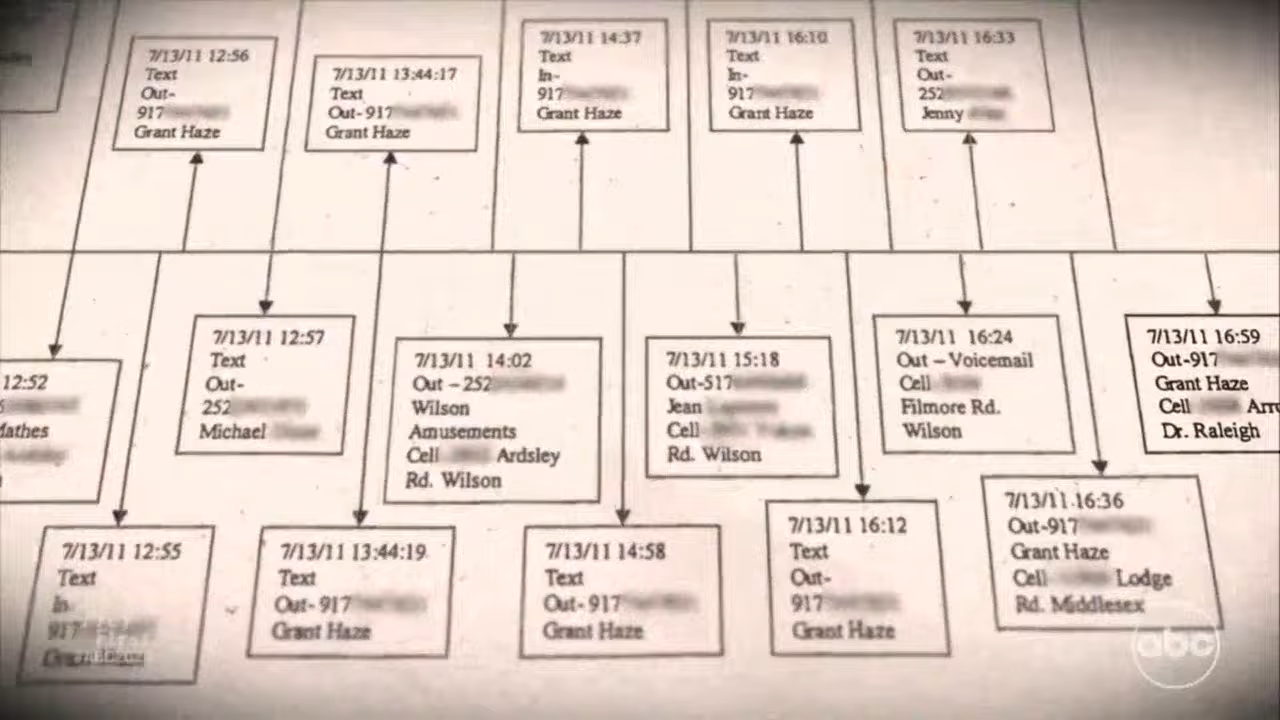 7/13/11 12:56
Text
Out-
917
Grant Haze
7/13/11 13:44:17
Text
Out- 917
Grant Haze
7/13/11 14:37
Text
In-
917
Grant Haze
7/13/11 16:10
Text
In-
917
Grant Haze
7/13/11 16:33
Text
Out-
252
Jenny
12:52
Mathes
7/13/11 12:57
Text
Out-
252
Michael
7/13/11 14:02
Out – 252
Wilson
Amusements
Cell Ardsley
Rd. Wilson
7/13/11 15:18
Out-517
Jean
Cell
Rd. Wilson
7/13/11 16:24
Out – Voicemail
Cell
Filmore Rd.
Wilson
7/13/11 16:59
Out-917
Grant Haze
Cell Arr
Dr. Raleigh
7/13/11 12:55
Text
In-
917
7/13/11 13:44:19
Text
Out- 917
Grant Haze
7/13/11 14:58
Text
Out- 917
Grant Haze
7/13/11 16:12
Text
Out-
917
Grant Haze
7/13/11 16:36
Out-917
Grant Haze
Cell Lodge
Rd. Middlesex
abc